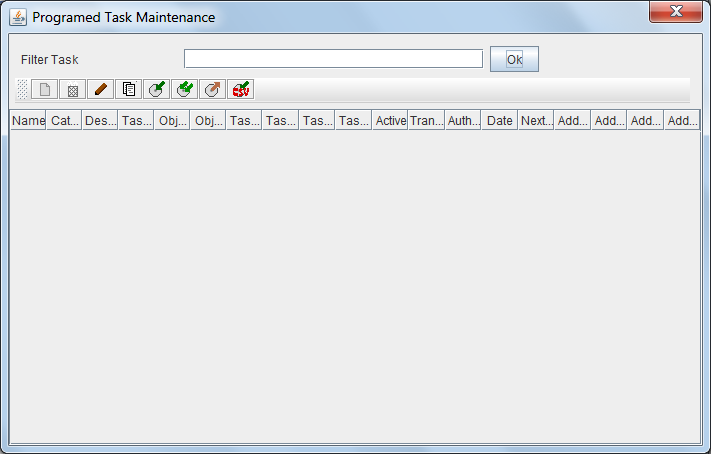 Programed Task Maintenance
Filter Task Ok
CSV
Name Cat... Des... Tas... Obj... Obj... Tas... Tas... Tas... Tas... Active Tran... Auth... Date Next... Add... Add... Add... Add...